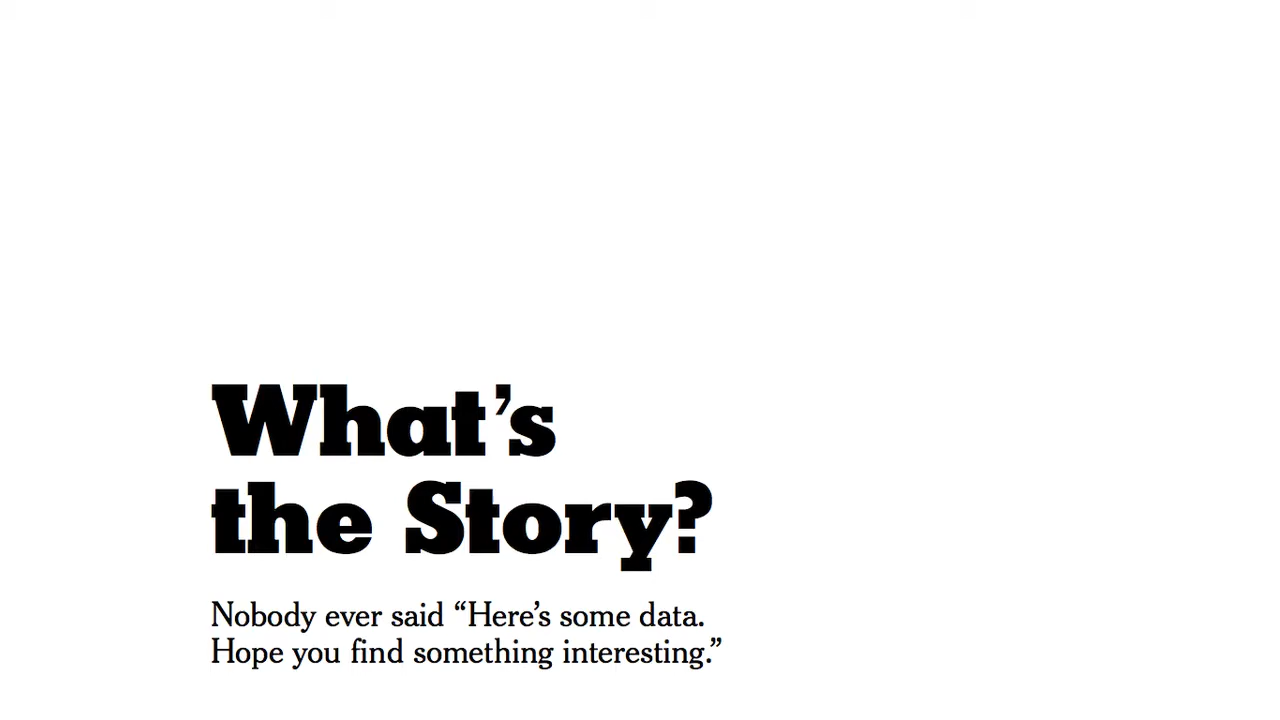 What’s
the Story?
Nobody ever said “Here’s some data.
Hope you find something interesting.”